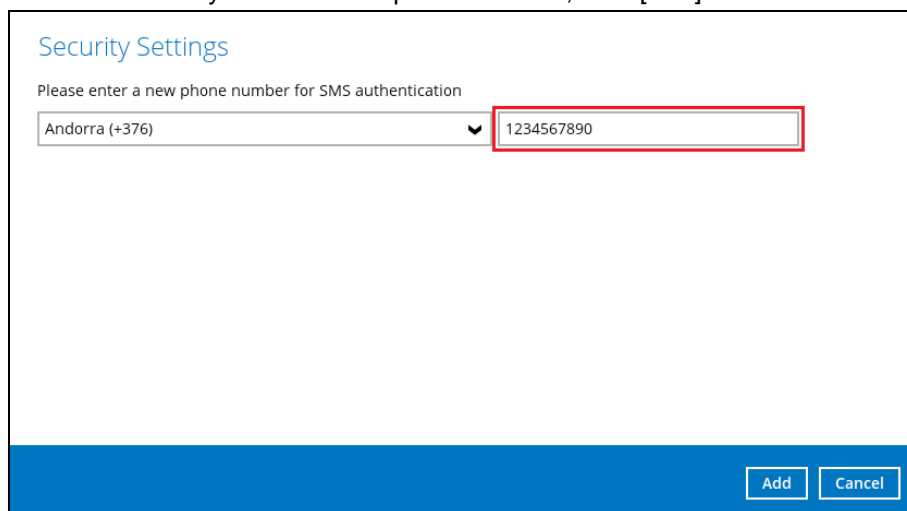 Security Settings
Please enter a new phone number for SMS authentication
Andorra (+376) 1234567890
Add Cancel